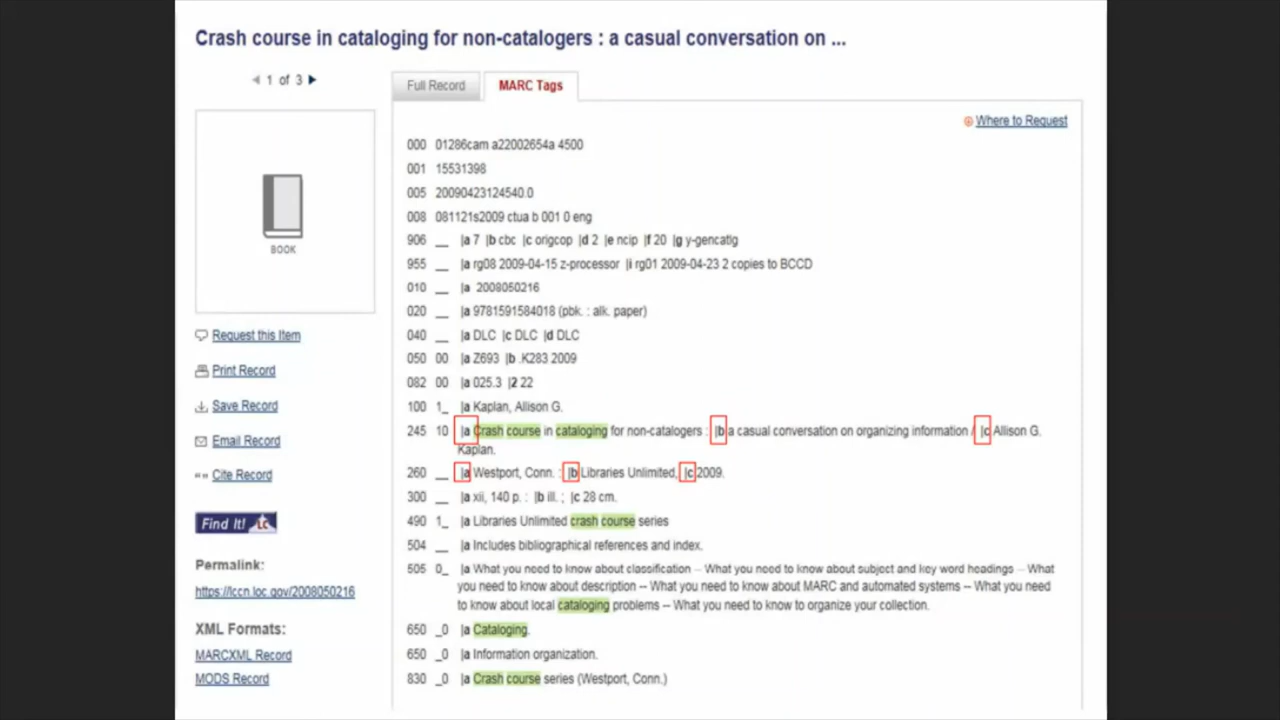 Crash course in cataloging for non-catalogers : a casual conversation on ...
1 of 3
Full Record
MARC Tags
Where to Request
BOOK
000 01286cam a22002654a 4500
001 15531398
005 20090423124540.0
008 081121s2009 ctua b 001 0 eng
906 __ |a 7 |b cbc |c origcop |d 2 |e ncip |f 20 |g y-gencatlg
955 __ |a rg08 2009-04-15 z-processor |i rg01 2009-04-23 2 copies to BCCD
010 __ |a 2008050216
020 __ |a 9781591584018 (pbk. : alk. paper)
040 __ |a DLC |c DLC |d DLC
050 00 |a Z693 |b .K283 2009
082 00 |a 025.3 |2 22
100 1_ |a Kaplan, Allison G.
245 10 |a Crash course in cataloging for non-catalogers : |b a casual conversation on organizing information / |c Allison G.
Kaplan.
260 __ |a Westport, Conn. : |b Libraries Unlimited, |c 2009.
300 __ |a xii, 140 p. : |b ill. ; |c 28 cm.
490 1_ |a Libraries Unlimited crash course series
504 __ |a Includes bibliographical references and index.
505 0_ |a What you need to know about classification -- What you need to know about subject and key word headings -- What
you need to know about description -- What you need to know about MARC and automated systems -- What you need
to know about local cataloging problems -- What you need to know to organize your collection.
650 _0 |a Cataloging.
650 _0 |a Information organization.
830 _0 |a Crash course series (Westport, Conn.)
Request this Item
Print Record
Save Record
Email Record
Cite Record
Find It! LC
Permalink:
https://lccn.loc.gov/2008050216
XML Formats:
MARCXML Record
MODS Record